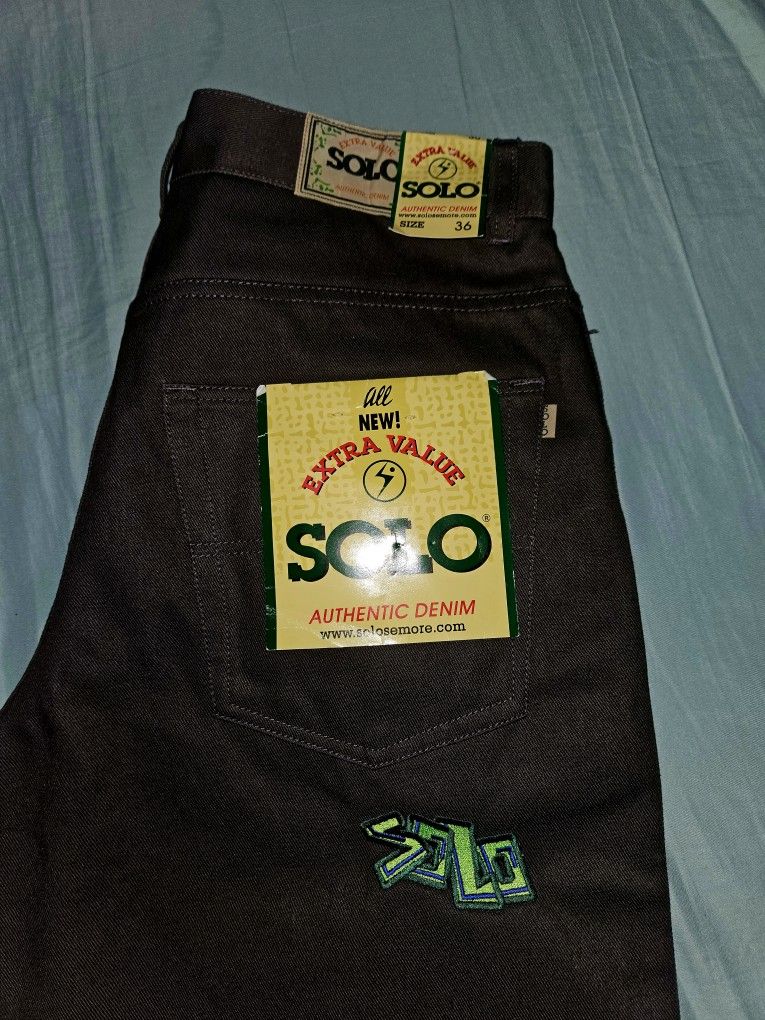 EXTRA VALUE
SOLO
AUTHENTIC DENIM
EXTRA VALUE
SOLO
AUTHENTIC DENIM
www.solosemore.com
SIZE 36
All
NEW!
EXTRA VALUE
SOLO®
AUTHENTIC DENIM
www.solosemore.com
SOLO
SOLO